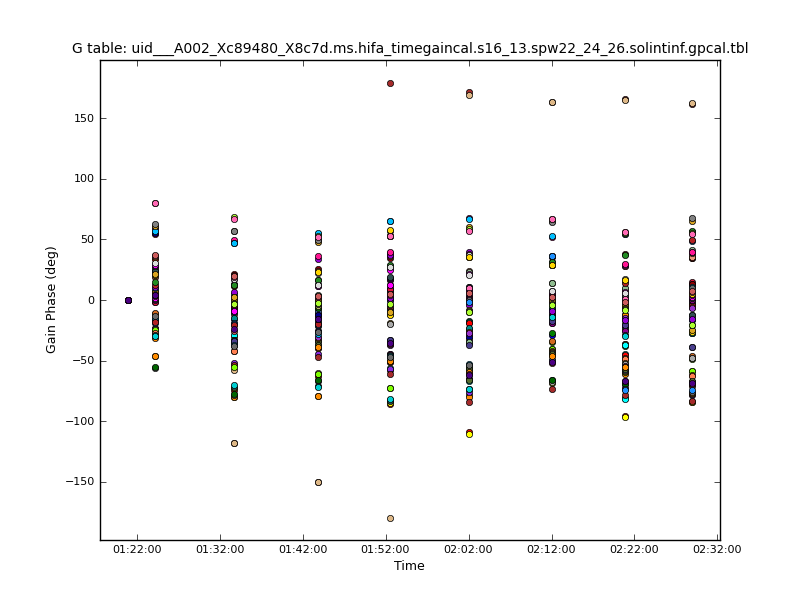 G table: uid___A002_Xc89480_X8c7d.ms.hifa_timegaincal.s16_13.spw22_24_26.solintinf.gpcal.tbl
150
100
50
0
−50
−100
−150
Gain Phase (deg)
01:22:00 01:32:00 01:42:00 01:52:00 02:02:00 02:12:00 02:22:00 02:32:00
Time